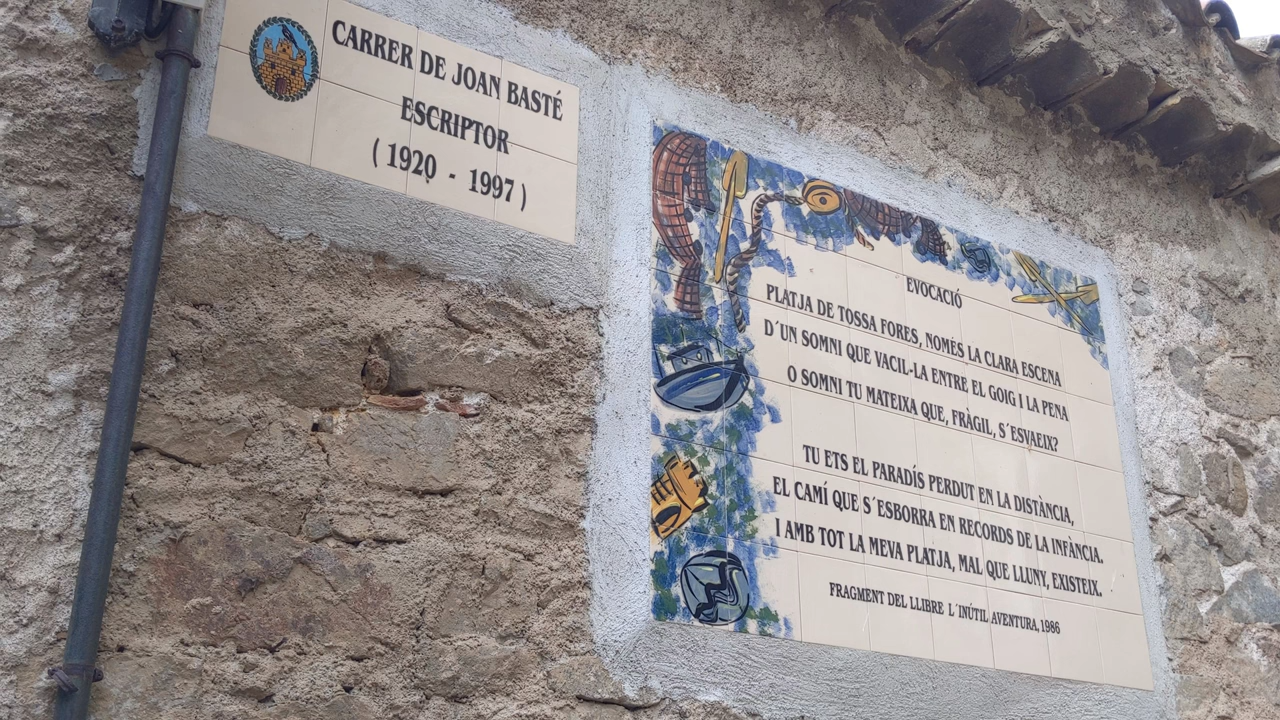 CARRER DE JOAN BASTÉ
ESCRIPTOR
( 1920 - 1997 )
EVOCACIÓ
PLATJA DE TOSSA FORES, NOMÈS LA CLARA ESCENA
D´UN SOMNI QUE VACIL-LA ENTRE EL GOIG I LA PENA
O SOMNI TU MATEIXA QUE, FRÀGIL, S´ESVAEIX?
TU ETS EL PARADÍS PERDUT EN LA DISTÀNCIA,
EL CAMÍ QUE S´ESBORRA EN RECORDS DE LA INFÀNCIA.
I AMB TOT LA MEVA PLATJA, MAL QUE LLUNY, EXISTEIX.
FRAGMENT DEL LLIBRE L´INÚTIL AVENTURA, 1986